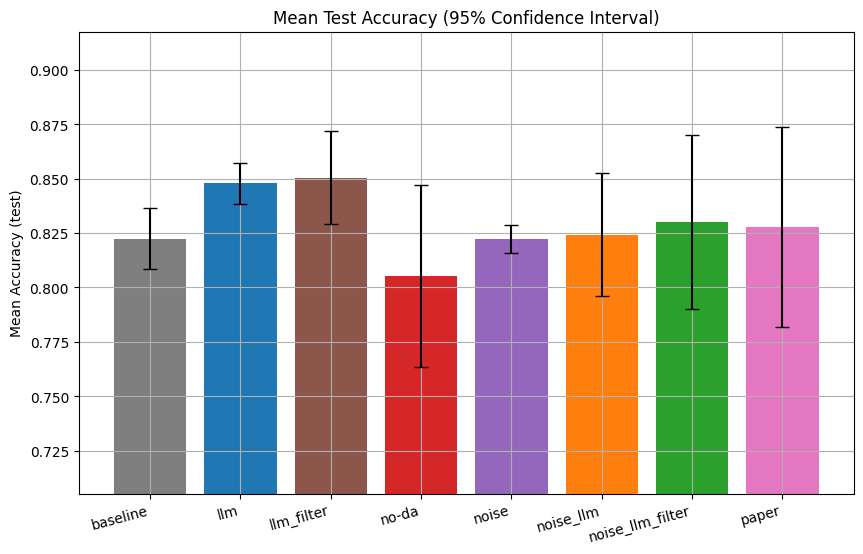 Mean Test Accuracy (95% Confidence Interval)
Mean Accuracy (test)
0.900
0.875
0.850
0.825
0.800
0.775
0.750
0.725
baseline
llm
llm_filter
no-da
noise
noise_llm
noise_llm_filter
paper